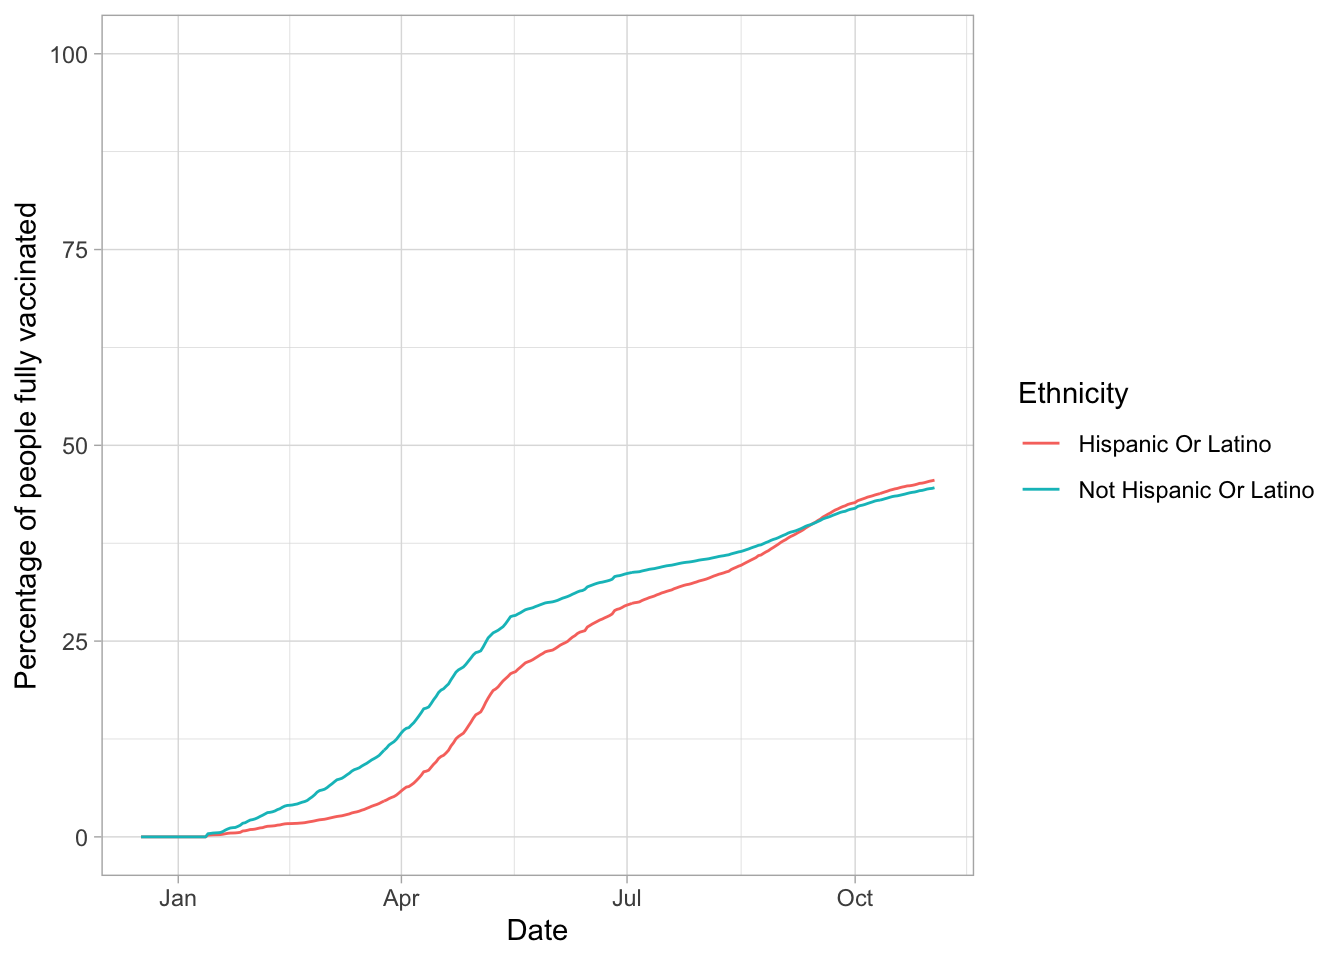 100
75
50
25
0
Percentage of people fully vaccinated
Jan Apr Jul Oct
Date
Ethnicity
Hispanic Or Latino
Not Hispanic Or Latino